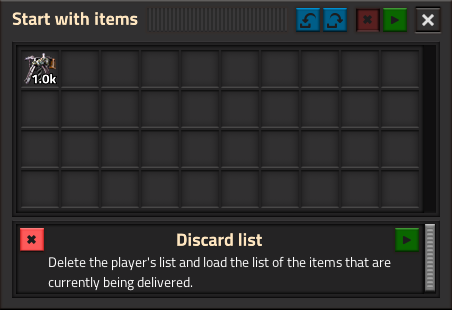 Start with items
1.0k
Discard list
Delete the player's list and load the list of the items that are
currently being delivered.